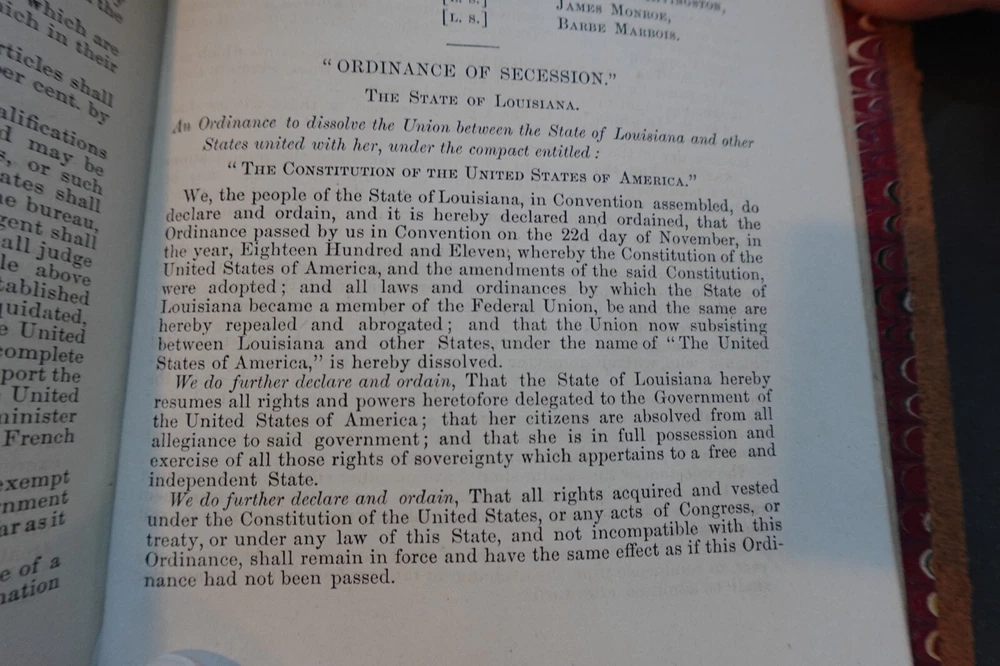 which are
ich in their
rticles shall
per cent. by
alifications
d may be
s, or such
ates shall
he bureau,
gent shall
all judge
le above
tablished
quidated,
e United
complete
port the
United
minister
French
exempt
rnment
ar as it
e of a
nation
[L. S.]
JAMES MONROE,
[L. S.]
BARBE MARBOIS.
"ORDINANCE OF SECESSION."
THE STATE OF LOUISIANA.
An Ordinance to dissolve the Union between the State of Louisiana and other
States united with her, under the compact entitled:
"THE CONSTITUTION OF THE UNITED STATES OF AMERICA."
We, the people of the State of Louisiana, in Convention assembled, do
declare and ordain, and it is hereby declared and ordained, that the
Ordinance passed by us in Convention on the 22d day of November, in
the year, Eighteen Hundred and Eleven, whereby the Constitution of the
United States of America, and the amendments of the said Constitution,
were adopted; and all laws and ordinances by which the State of
Louisiana became a member of the Federal Union, be and the same are
hereby repealed and abrogated; and that the Union now subsisting
between Louisiana and other States, under the name of "The United
States of America," is hereby dissolved.
We do further declare and ordain, That the State of Louisiana hereby
resumes all rights and powers heretofore delegated to the Government of
the United States of America; that her citizens are absolved from all
allegiance to said government; and that she is in full possession and
exercise of all those rights of sovereignty which appertains to a free and
independent State.
We do further declare and ordain, That all rights acquired and vested
under the Constitution of the United States, or any acts of Congress, or
treaty, or under any law of this State, and not incompatible with this
Ordinance, shall remain in force and have the same effect as if this Ordi-
nance had not been passed.